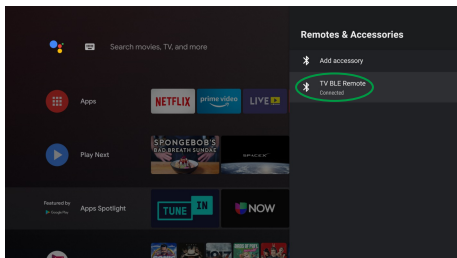 Search movies, TV, and more
Apps
NETFLIX
prime video
LIVE
Play Next
SPONGEBOB'S
BAD BREATH SUNDAE
SPACEX
Featured by
Google Play
Apps Spotlight
TUNE IN
NOW
Remotes & Accessories
Add accessory
TV BLE Remote
Connected